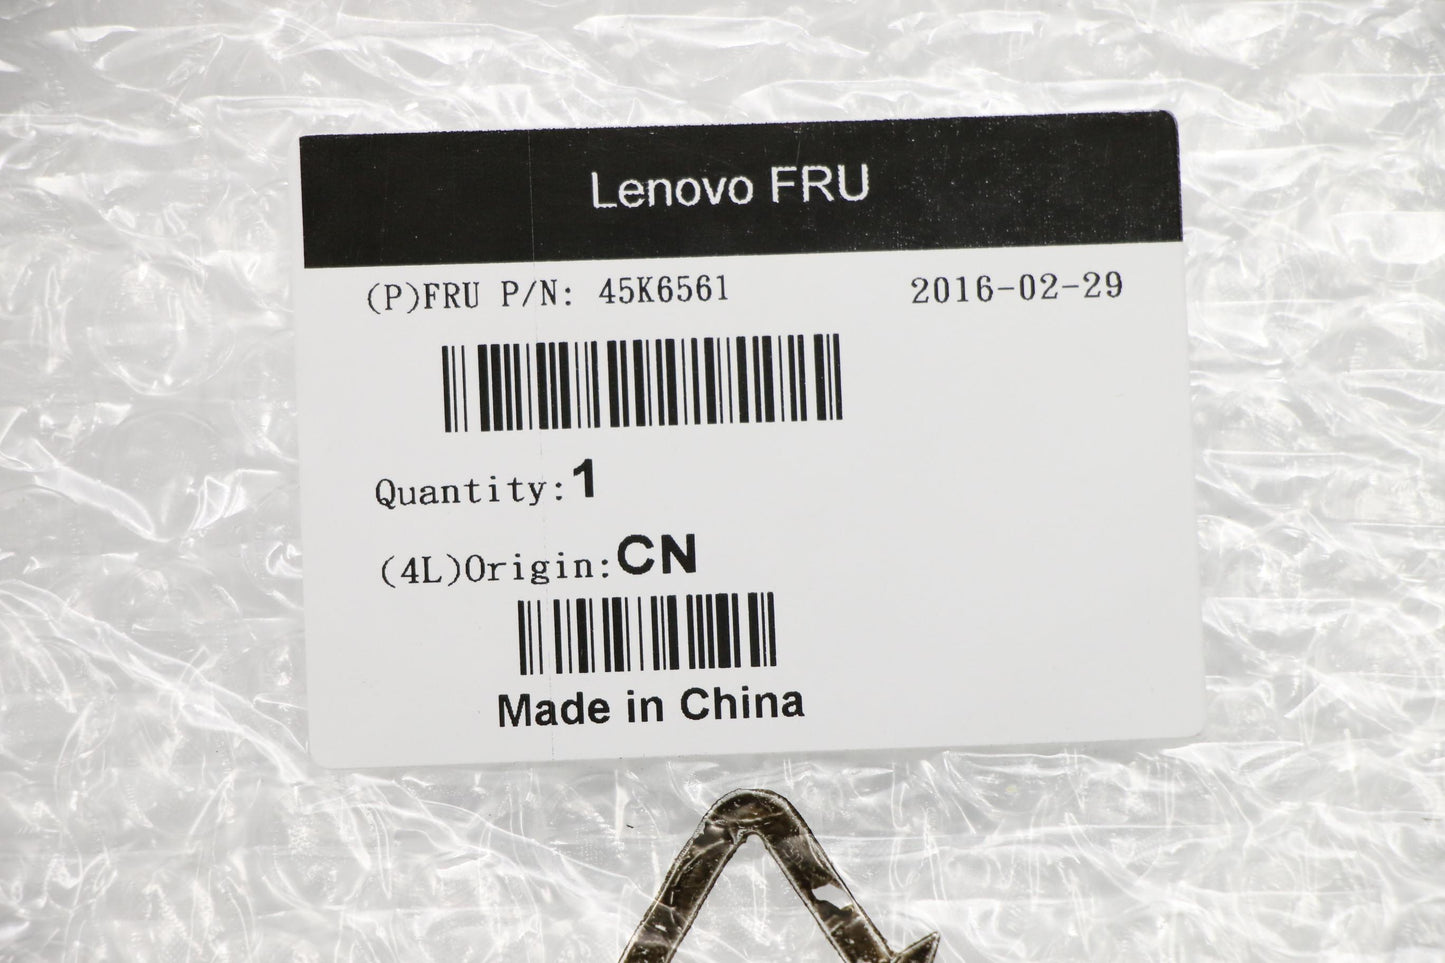 Lenovo FRU
(P)FRU P/N: 45K6561 2016-02-29
Quantity:1
(4L)Origin:CN
Made in China